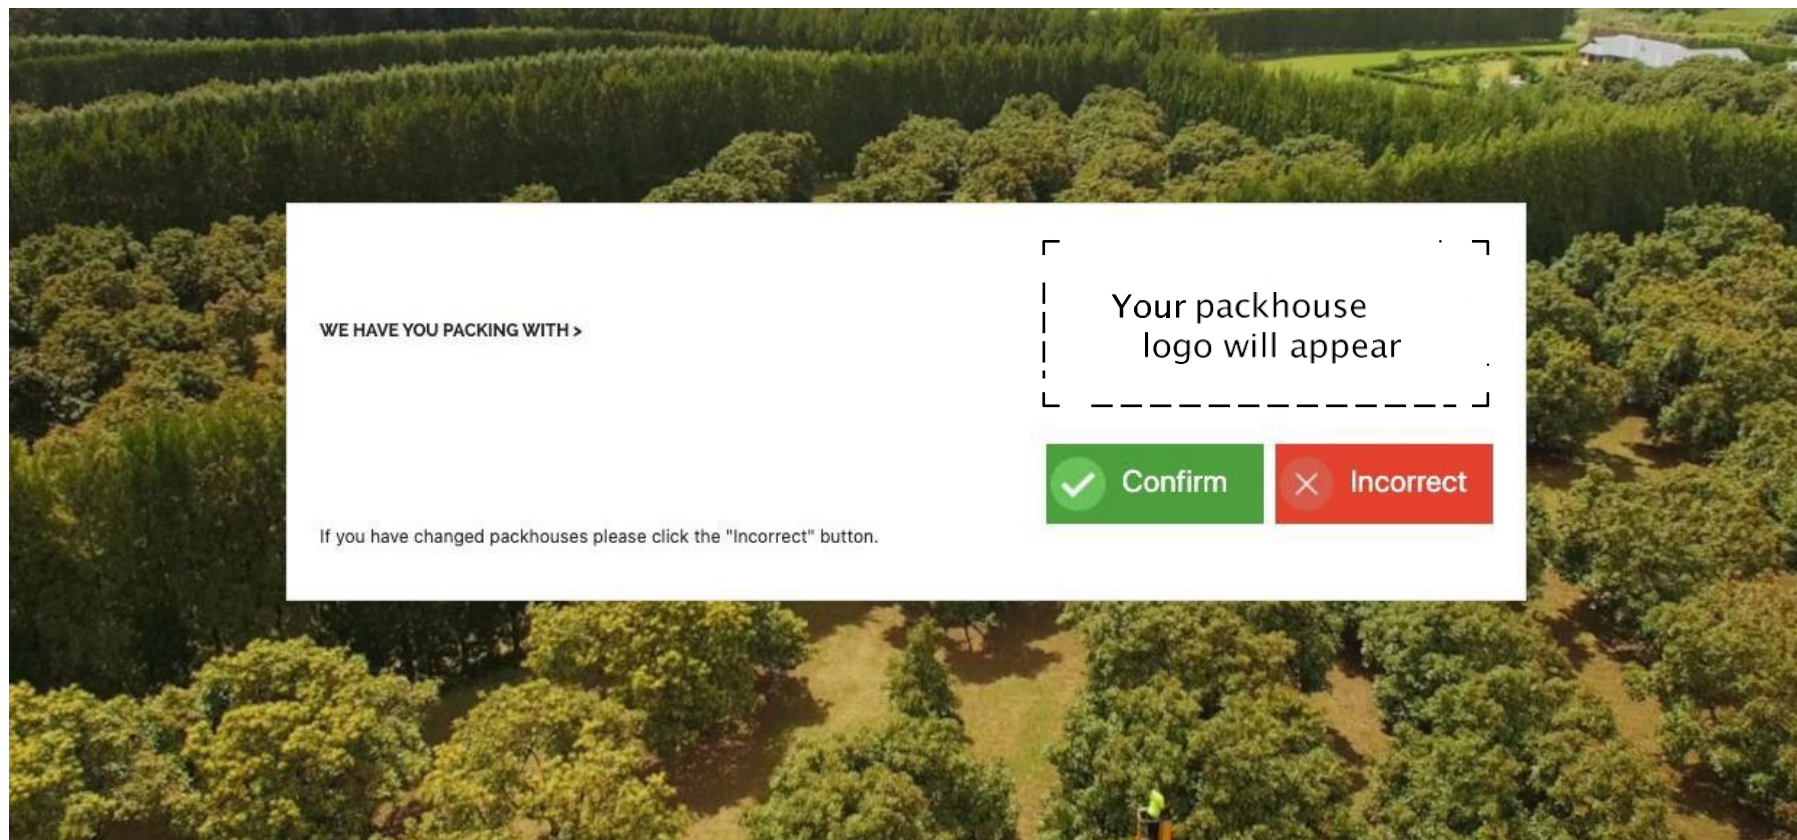 WE HAVE YOU PACKING WITH >
Your packhouse
logo will appear
Confirm
Incorrect
If you have changed packhouses please click the "Incorrect" button.